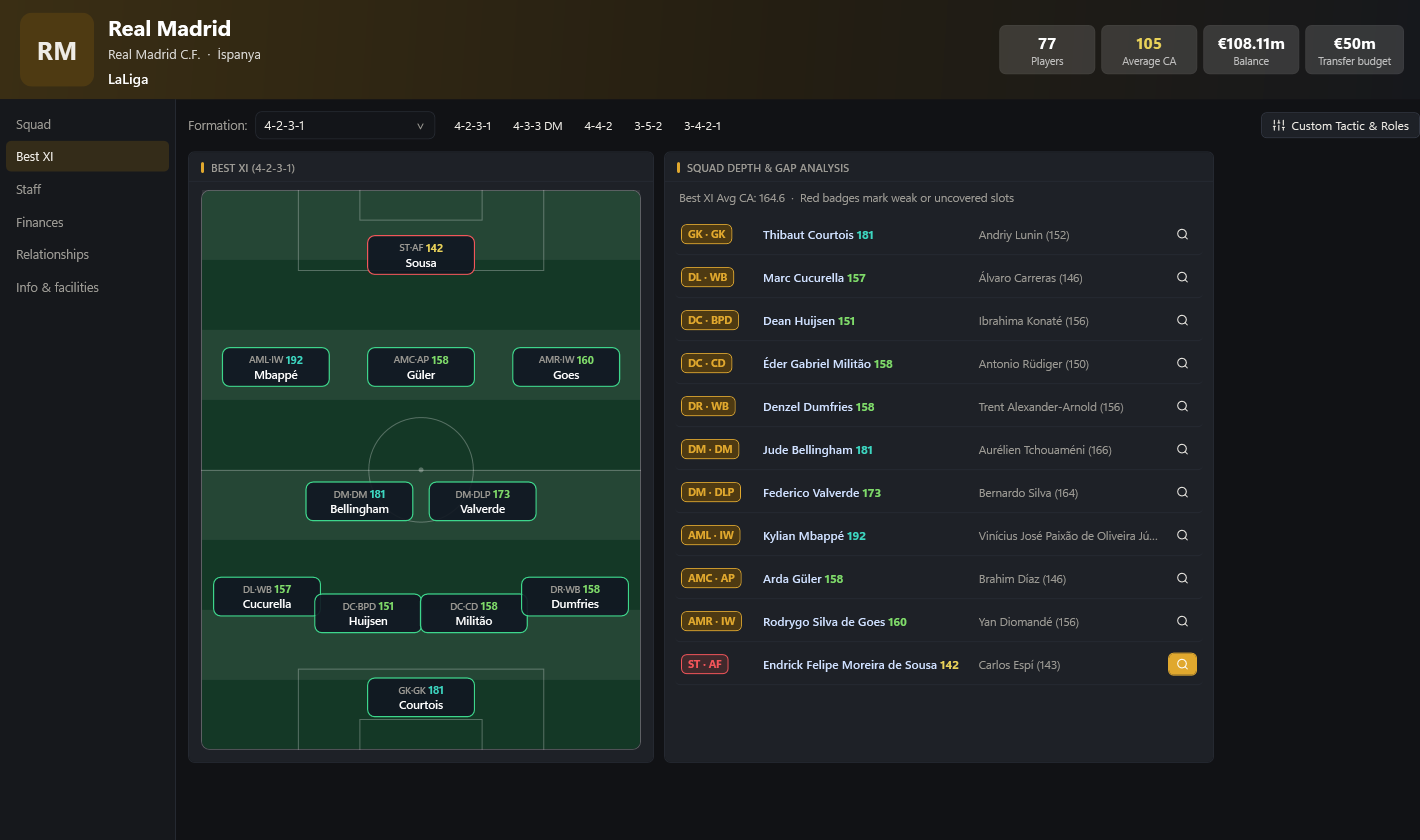 RM
Real Madrid
Real Madrid C.F. · İspanya
LaLiga
77
Players
105
Average CA
€108.11m
Balance
€50m
Transfer budget
Squad
Best XI
Staff
Finances
Relationships
Info & facilities
Formation:
4-2-3-1
4-2-3-1 4-3-3 DM 4-4-2 3-5-2 3-4-2-1
Custom Tactic & Roles
BEST XI (4-2-3-1)
ST·AF 142
Sousa
AML·IW 192
Mbappé
AMC·AP 158
Güler
AMR·IW 160
Goes
DM·DM 181
Bellingham
DM·DLP 173
Valverde
DL·WB 157
Cucurella
DC·BPD 151
Huijsen
DC·CD 158
Militão
DR·WB 158
Dumfries
GK·GK 181
Courtois
SQUAD DEPTH & GAP ANALYSIS
Best XI Avg CA: 164.6 · Red badges mark weak or uncovered slots
GK · GK Thibaut Courtois 181 Andriy Lunin (152)
DL · WB Marc Cucurella 157 Álvaro Carreras (146)
DC · BPD Dean Huijsen 151 Ibrahima Konaté (156)
DC · CD Éder Gabriel Militão 158 Antonio Rüdiger (150)
DR · WB Denzel Dumfries 158 Trent Alexander-Arnold (156)
DM · DM Jude Bellingham 181 Aurélien Tchouaméni (166)
DM · DLP Federico Valverde 173 Bernardo Silva (164)
AML · IW Kylian Mbappé 192 Vinícius José Paixão de Oliveira Jú...
AMC · AP Arda Güler 158 Brahim Díaz (146)
AMR · IW Rodrygo Silva de Goes 160 Yan Diomandé (156)
ST · AF Endrick Felipe Moreira de Sousa 142 Carlos Espí (143)